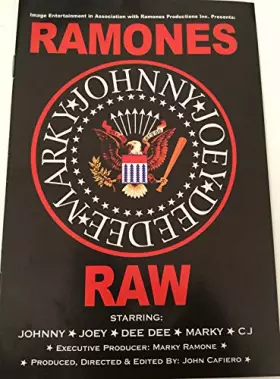 Image Entertainment in Association with Ramones Productions Inc. Presents:
RAMONES
JOHNNY JOEY DEE DEE MARKY
RAW
STARRING:
JOHNNY ★ JOEY ★ DEE DEE ★ MARKY ★ CJ
★ EXECUTIVE PRODUCER: MARKY RAMONE
★ PRODUCED, DIRECTED & EDITED BY: JOHN CAFIERO